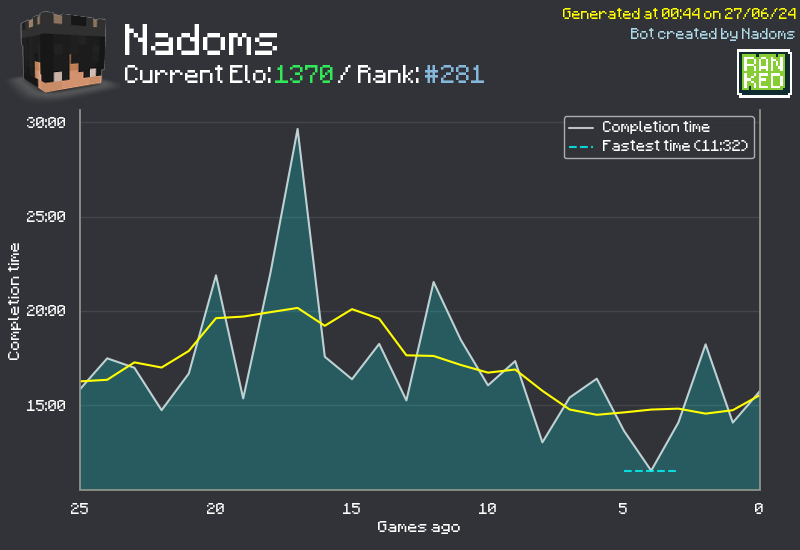 Generated at 00:44 on 27/06/24
Bot created by Nadoms
Nadoms
Current Elo: 1370 / Rank: #281
RAN
KED
Completion time
Fastest time (11:32)
30:00
25:00
20:00
15:00
Completion time
25 20 15 10 5 0
Games ago